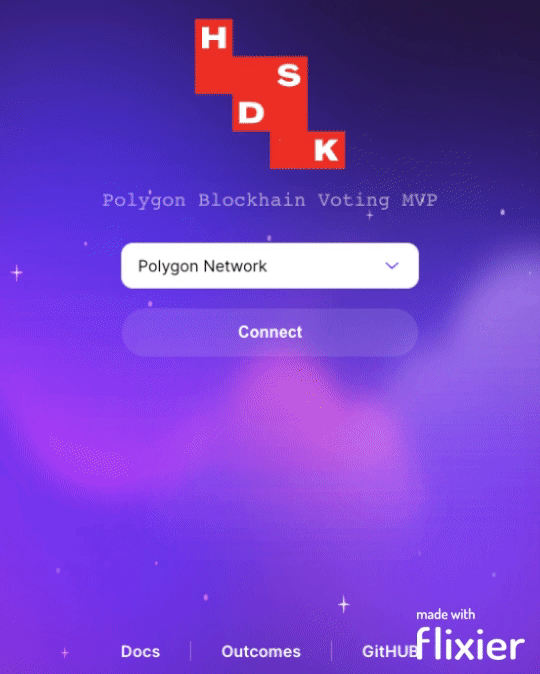 H
S
D
K
Polygon Blockhain Voting MVP
Polygon Network
Connect
made with
flixier
Docs
Outcomes
GitHUB